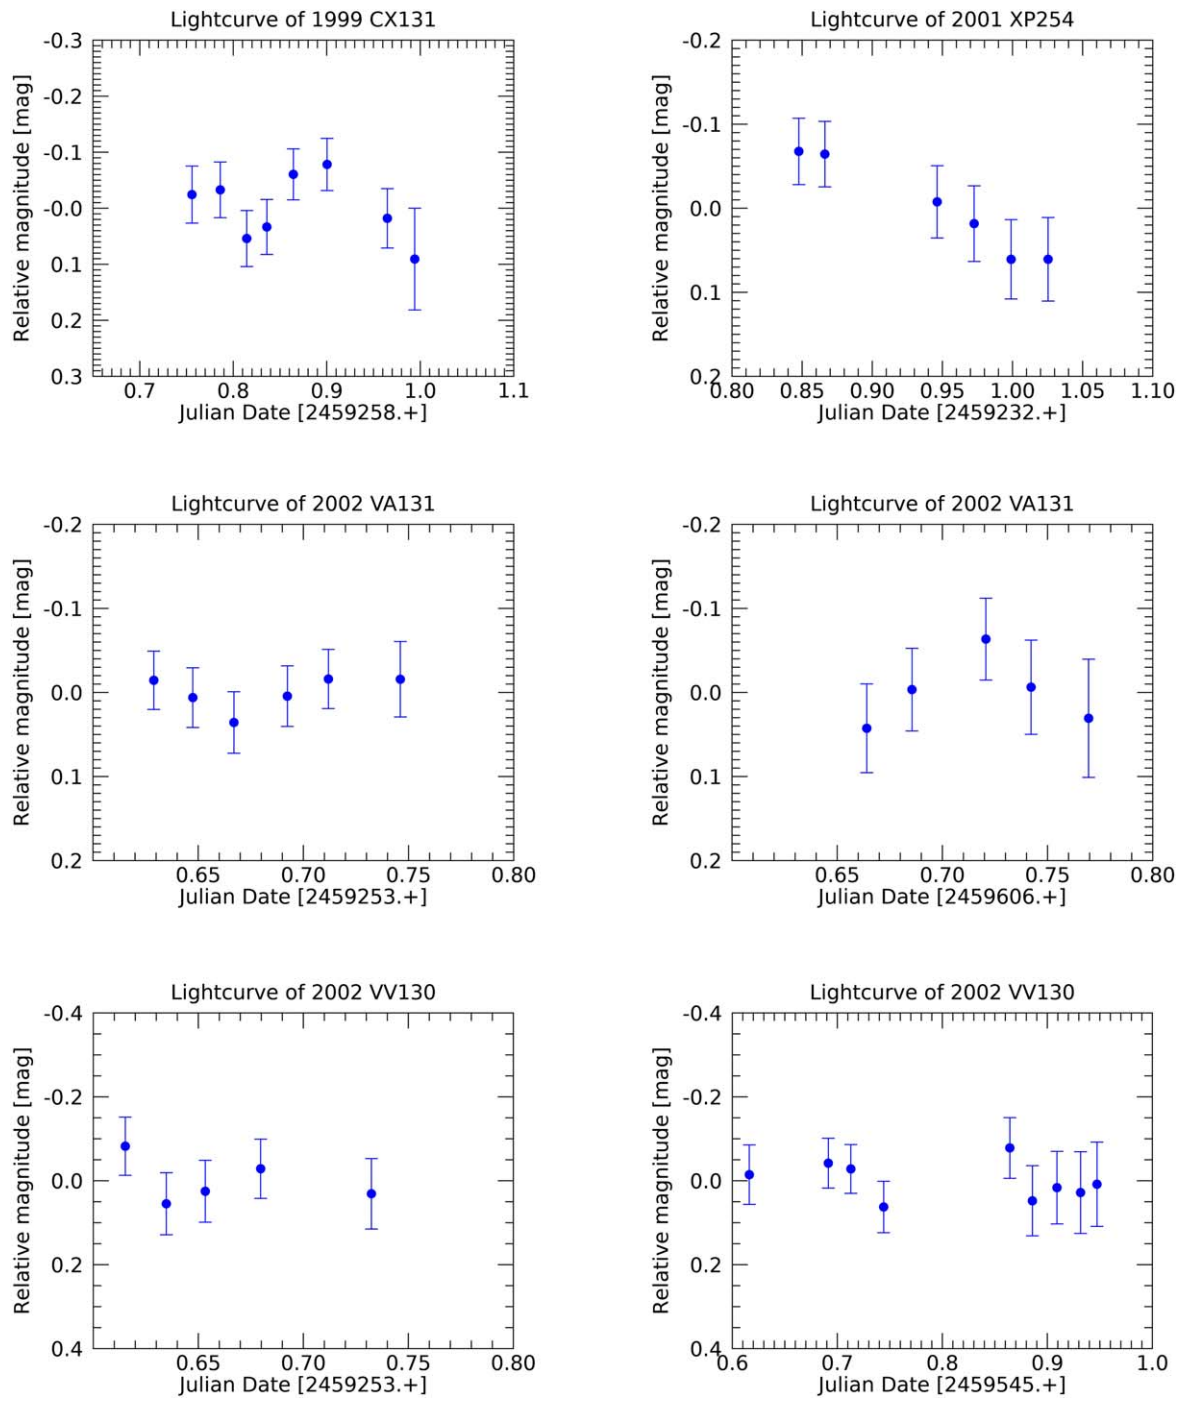 Lightcurve of 1999 CX131
-0.3
-0.2
-0.1
-0.0
0.1
0.2
0.3
Relative magnitude [mag]
0.7 0.8 0.9 1.0 1.1
Julian Date [2459258.+]
Lightcurve of 2001 XP254
-0.2
-0.1
0.0
0.1
0.2
Relative magnitude [mag]
0.80 0.85 0.90 0.95 1.00 1.05 1.10
Julian Date [2459232.+]
Lightcurve of 2002 VA131
-0.2
-0.1
0.0
0.1
0.2
Relative magnitude [mag]
0.65 0.70 0.75 0.80
Julian Date [2459253.+]
Lightcurve of 2002 VA131
-0.2
-0.1
0.0
0.1
0.2
Relative magnitude [mag]
0.65 0.70 0.75 0.80
Julian Date [2459606.+]
Lightcurve of 2002 VV130
-0.4
-0.2
0.0
0.2
0.4
Relative magnitude [mag]
0.65 0.70 0.75 0.80
Julian Date [2459253.+]
Lightcurve of 2002 VV130
-0.4
-0.2
0.0
0.2
0.4
Relative magnitude [mag]
0.6 0.7 0.8 0.9 1.0
Julian Date [2459545.+]